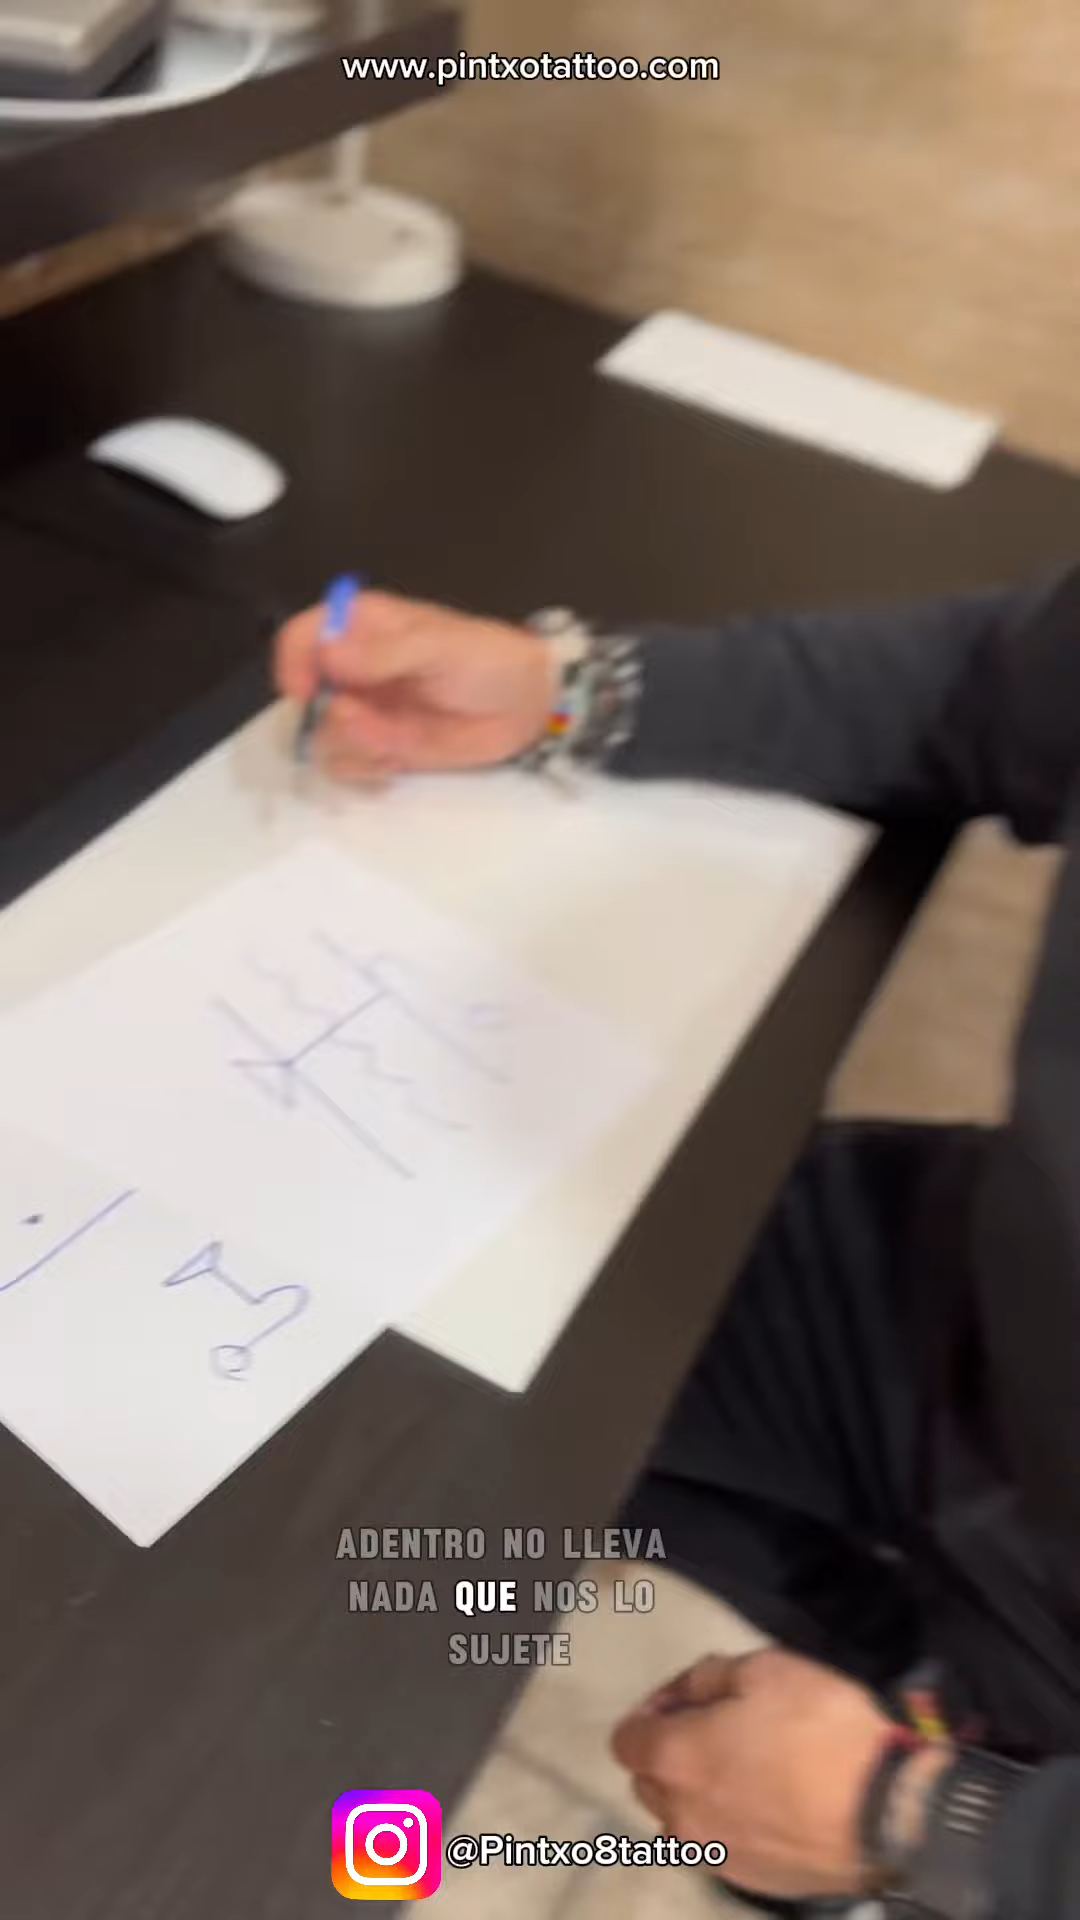 www.pintxotattoo.com
ADENTRO NO LLEVA
NADA QUE NOS LO
SUJETE
@Pintxo8tattoo